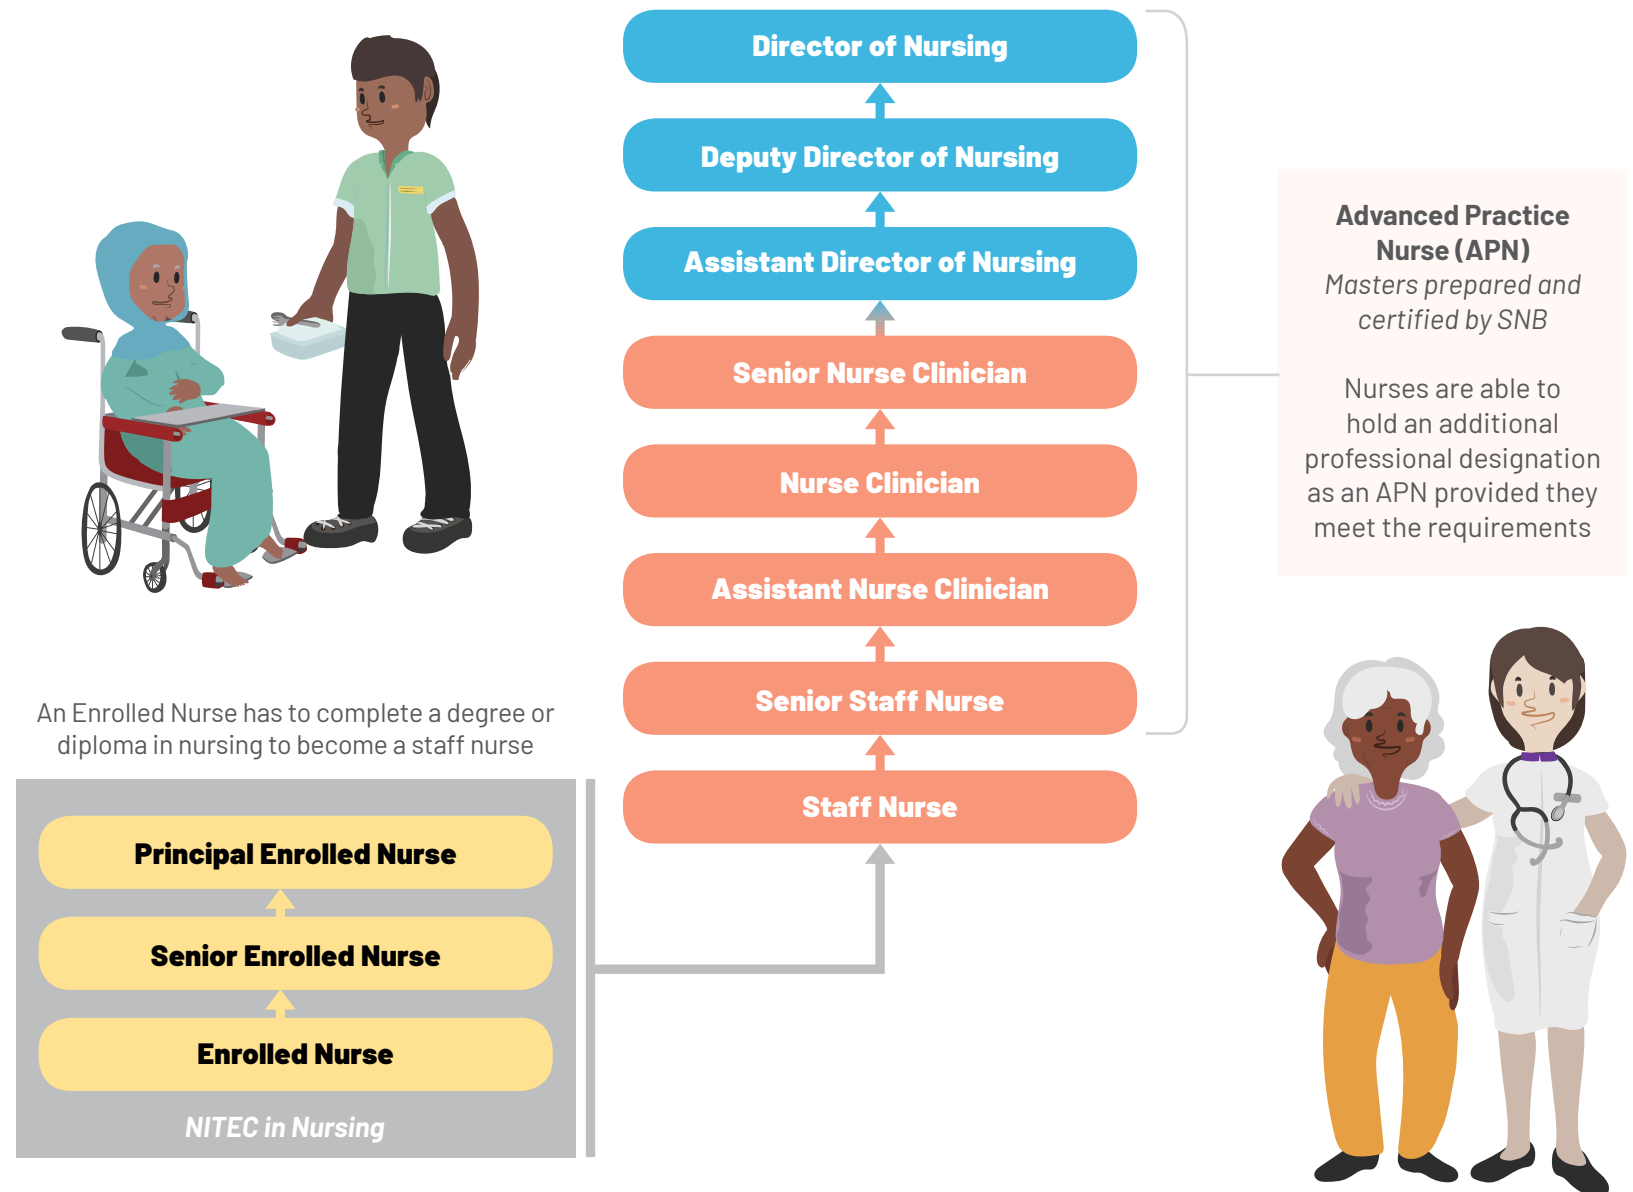 Director of Nursing
Deputy Director of Nursing
Assistant Director of Nursing
Senior Nurse Clinician
Nurse Clinician
Assistant Nurse Clinician
Senior Staff Nurse
Staff Nurse
Advanced Practice
Nurse (APN)
Masters prepared and
certified by SNB
Nurses are able to
hold an additional
professional designation
as an APN provided they
meet the requirements
An Enrolled Nurse has to complete a degree or
diploma in nursing to become a staff nurse
Principal Enrolled Nurse
Senior Enrolled Nurse
Enrolled Nurse
NITEC in Nursing